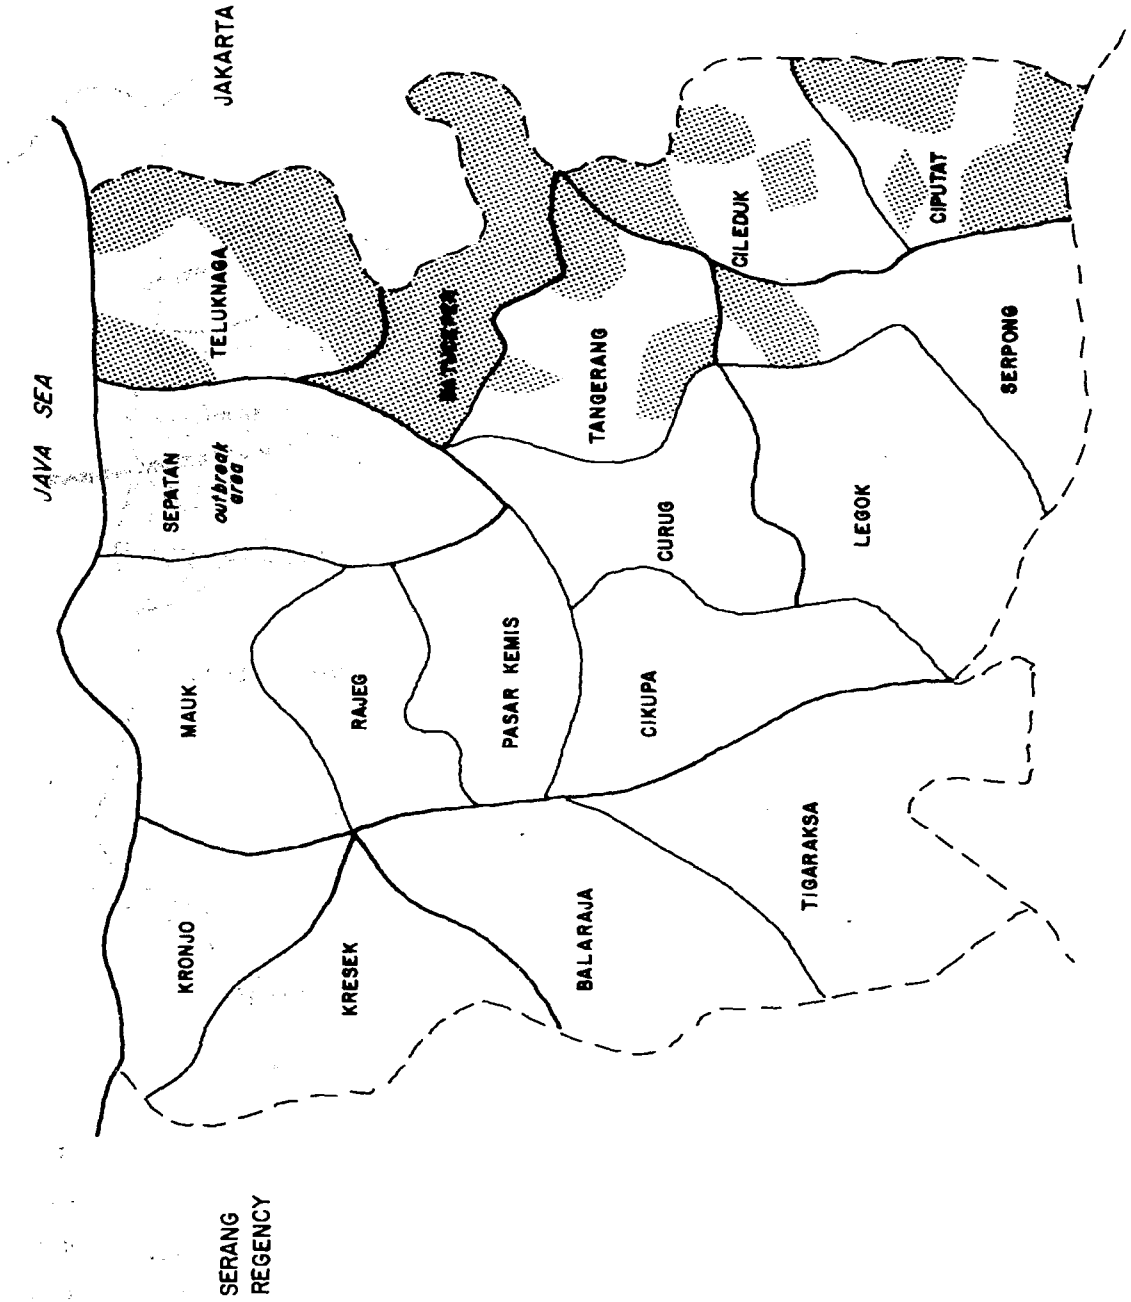 JAVA SEA
SERANG
REGENCY
JAKARTA
KRONJO
MAUK
SEPATAN
outbreak
area
TELUKNAGA
KRESEK
RAJEG
PASAR KEMIS
BALARAJA
CIKUPA
CURUG
TANGERANG
CILEDUK
TIGARAKSA
LEGOK
CIPUTAT
SERPONG